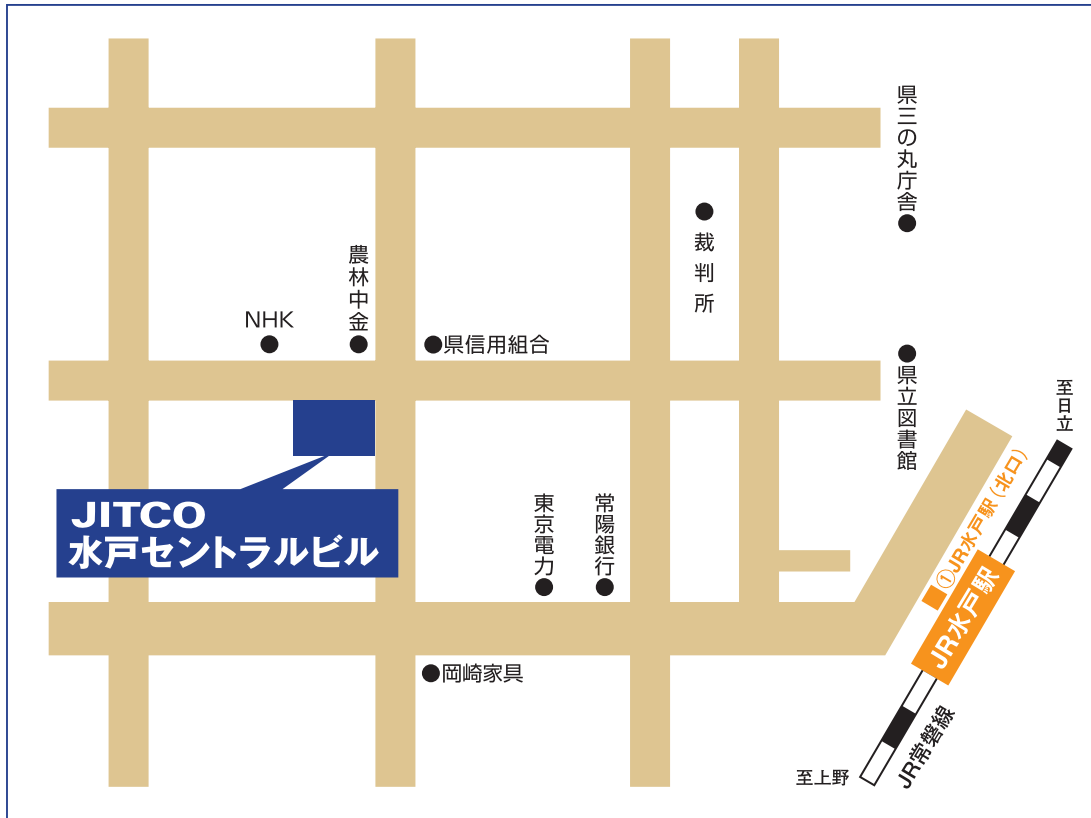 県三の丸庁舎
裁判所
農林中金
NHK
県信用組合
県立図書館
至日立
①JR水戸駅(北口)
JITCO
水戸セントラルビル
東京電力
常陽銀行
JR水戸駅
岡崎家具
JR常磐線
至上野